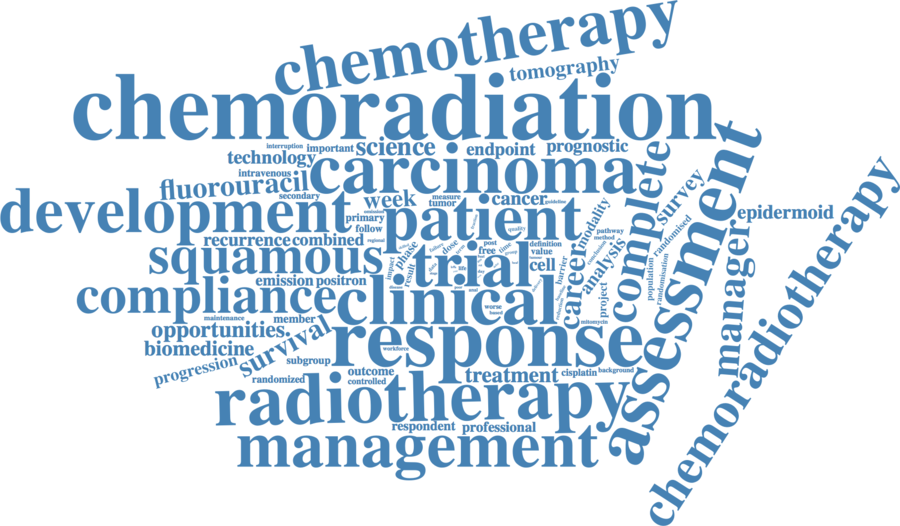 chemotherapy
tomography
chemoradiation
interruption
important
science
endpoint
prognostic
technology
carcinoma
complete
assessment
intravenous
fluorouracil
secondary
week
measure
tumor
cancer
guideline
modality
survey
development
primary
patient
follow
epidermoid
recurrence
combined
regional
phase
dose
post
free
time
definition
value
quality
pathway
method
randomised
squamous
trial
cell
career
barrier
analysis
population
randomisation
manager
chemoradiotherapy
emission
positron
impact
result
life
project
compliance
clinical
maintenance
member
worse
based
mitomycin
opportunities
survival
response
biomedicine
workforce
progression
subgroup
outcome
treatment
cisplatin
background
randomized
controlled
radiotherapy
respondent
professional
management